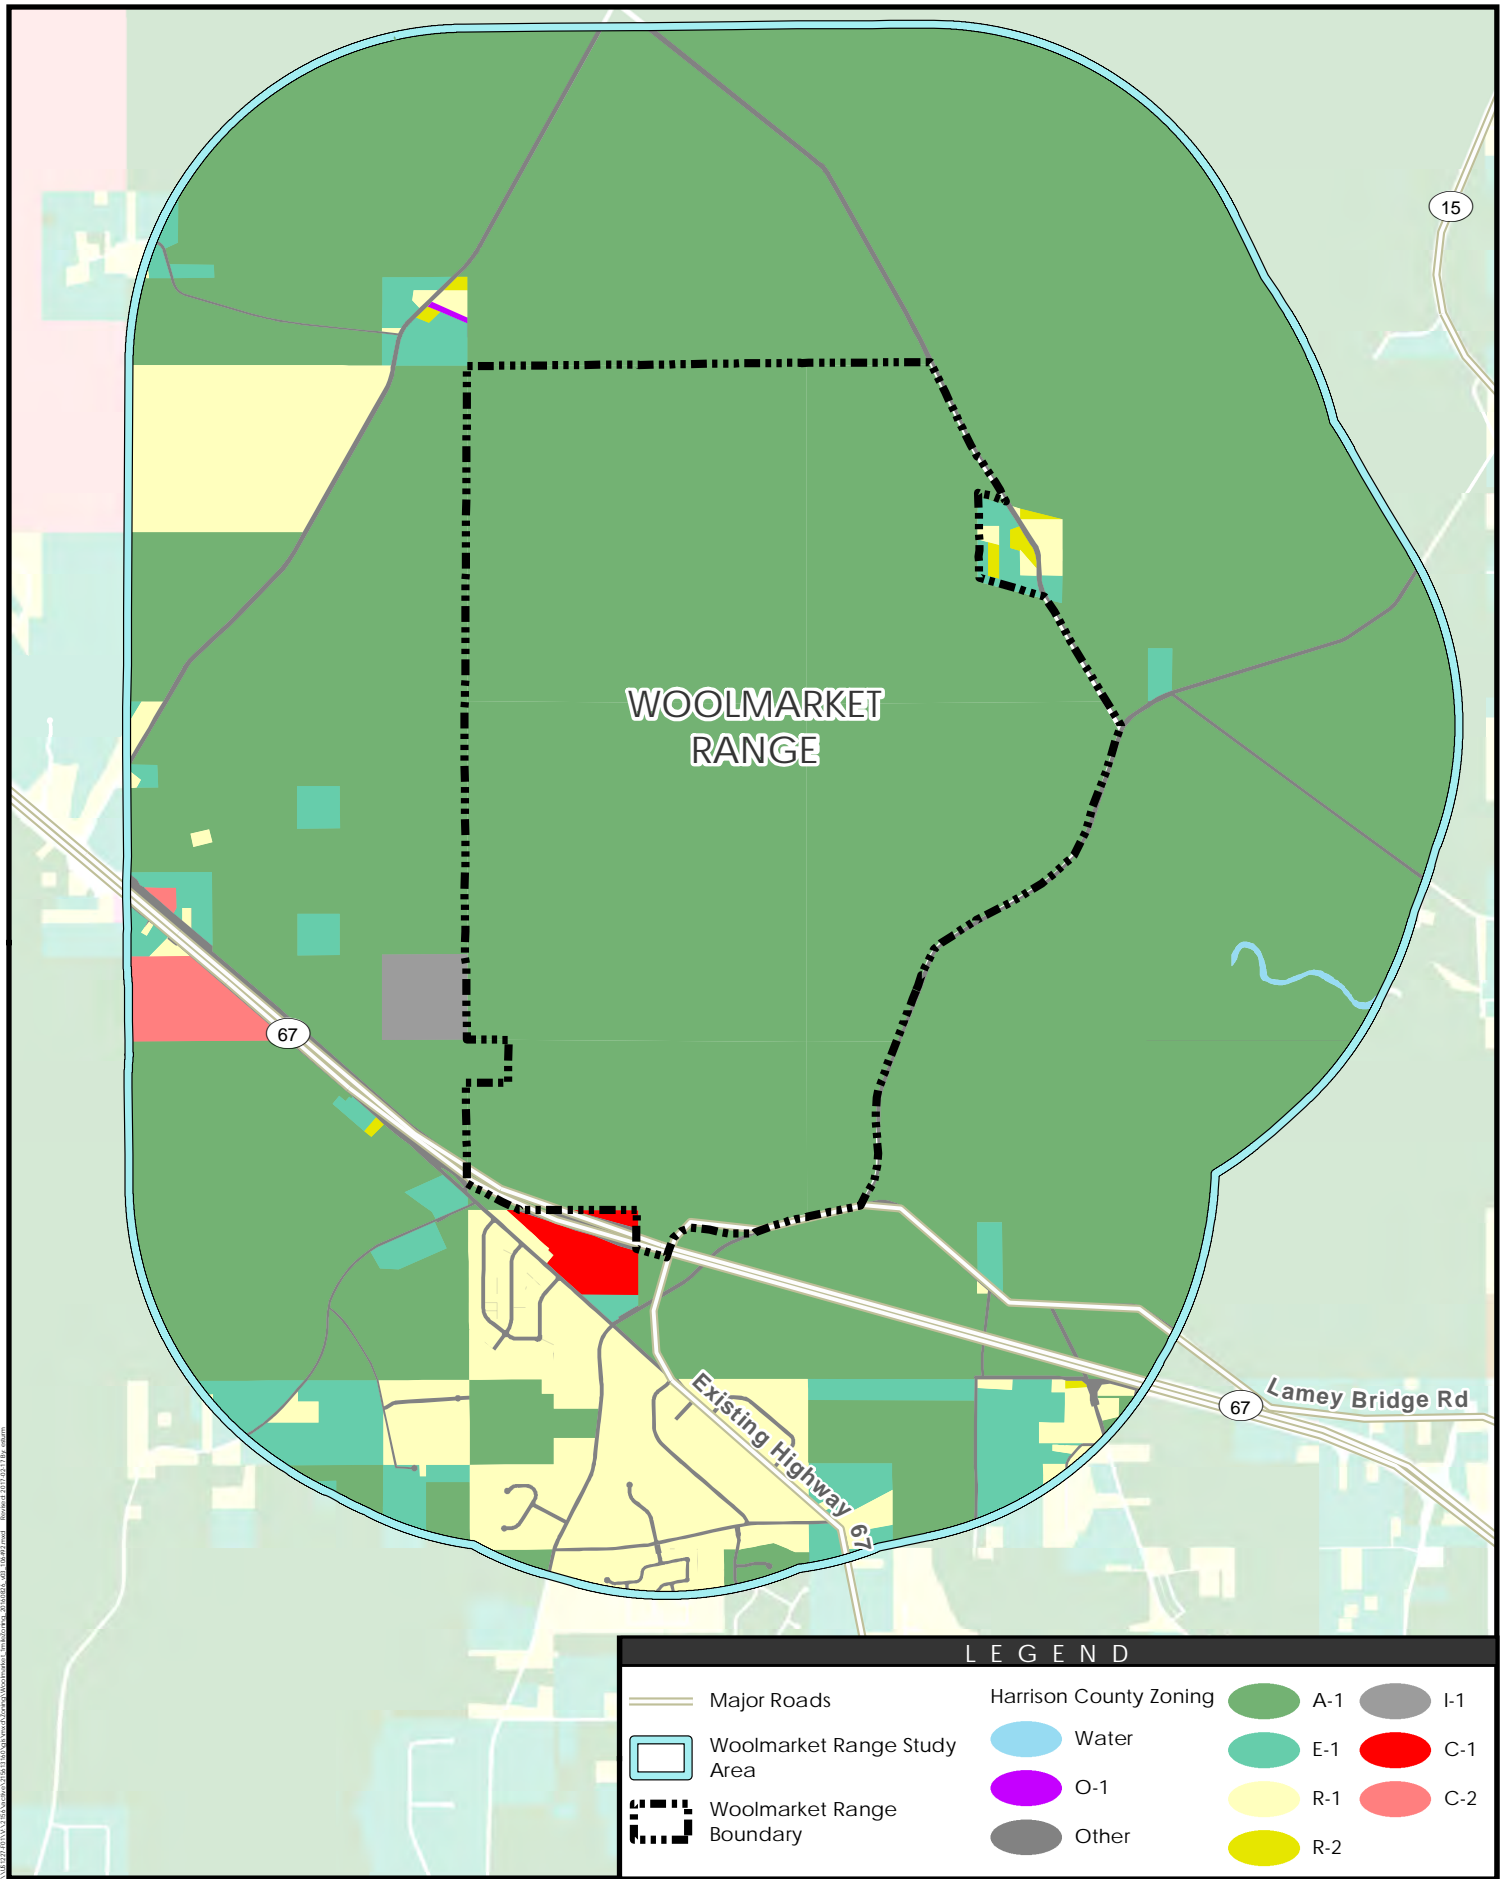 15
WOOLMARKET
RANGE
67
Existing Highway 67
67
Lamey Bridge Rd
LEGEND
Major Roads
Woolmarket Range Study
Area
Woolmarket Range
Boundary
Harrison County Zoning
Water
O-1
Other
A-1
E-1
R-1
R-2
I-1
C-1
C-2